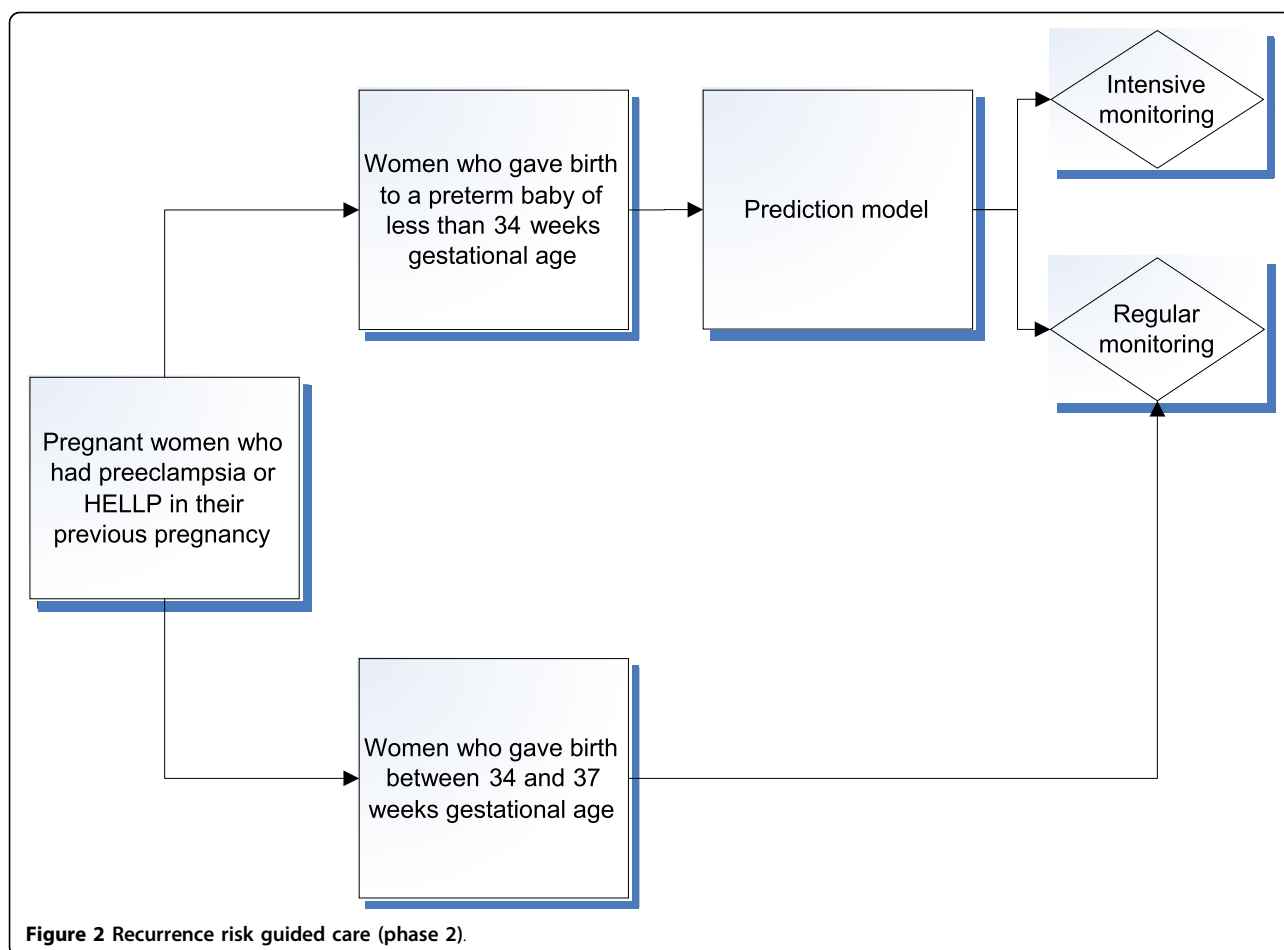 Women who gave birth
to a preterm baby of
less than 34 weeks
gestational age
Prediction model
Intensive
monitoring
Regular
monitoring
Pregnant women who
had preeclampsia or
HELLP in their
previous pregnancy
Women who gave birth
between 34 and 37
weeks gestational age
Figure 2 Recurrence risk guided care (phase 2).